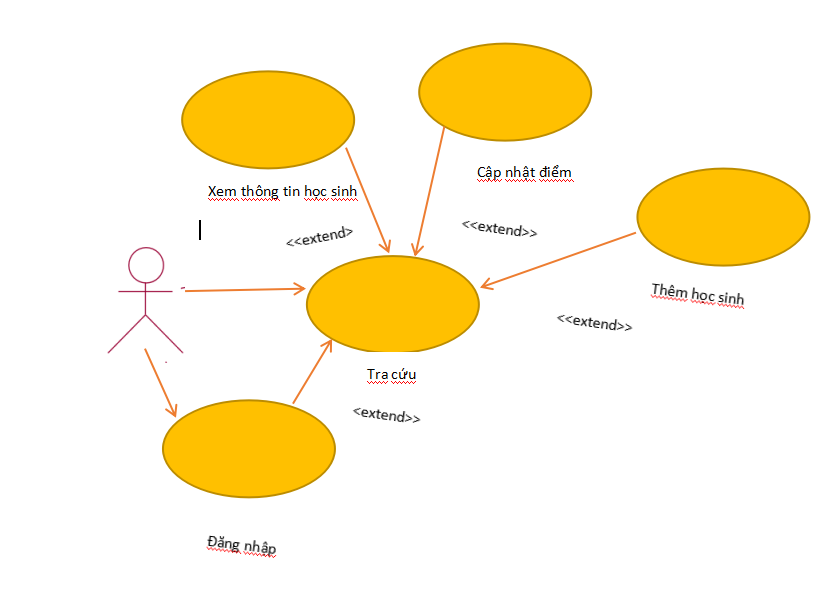 Cập nhật điểm
Xem thông tin học sinh
<<extend>
<<extend>>
Thêm học sinh
<<extend>>
Tra cứu
<extend>>
Đăng nhập